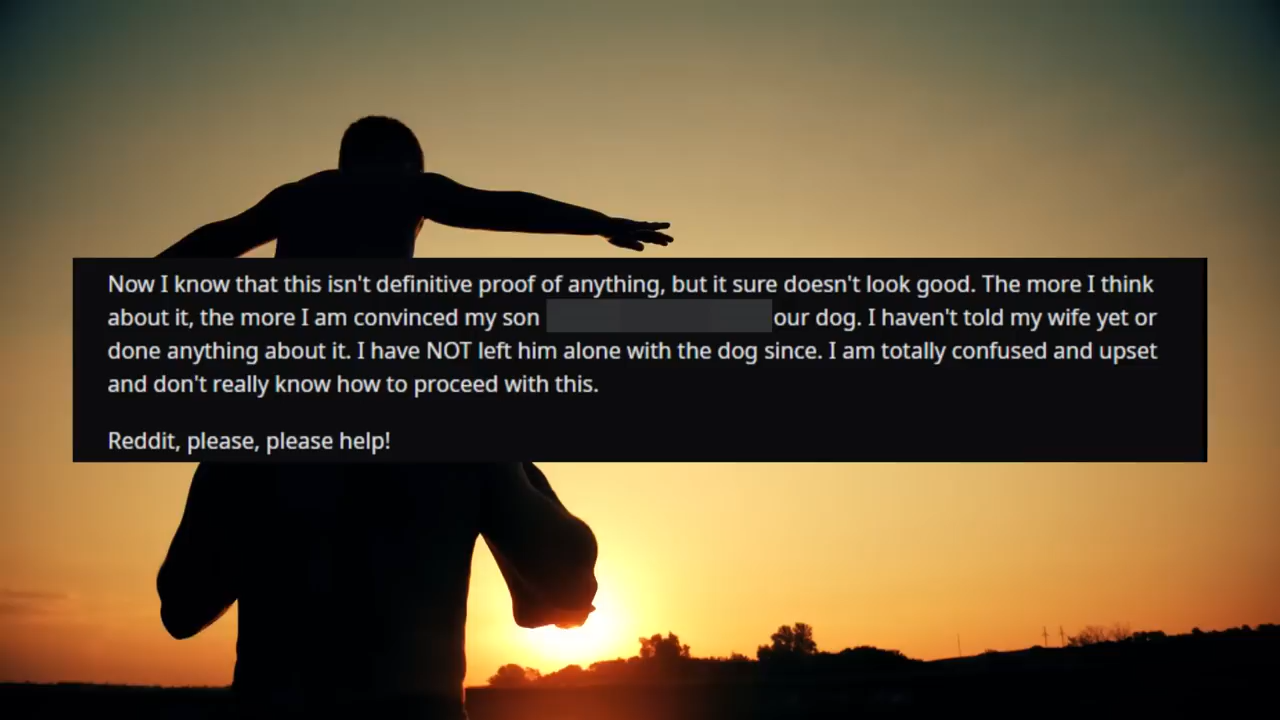 Now I know that this isn't definitive proof of anything, but it sure doesn't look good. The more I think
about it, the more I am convinced my son our dog. I haven't told my wife yet or
done anything about it. I have NOT left him alone with the dog since. I am totally confused and upset
and don't really know how to proceed with this.
Reddit, please, please help!